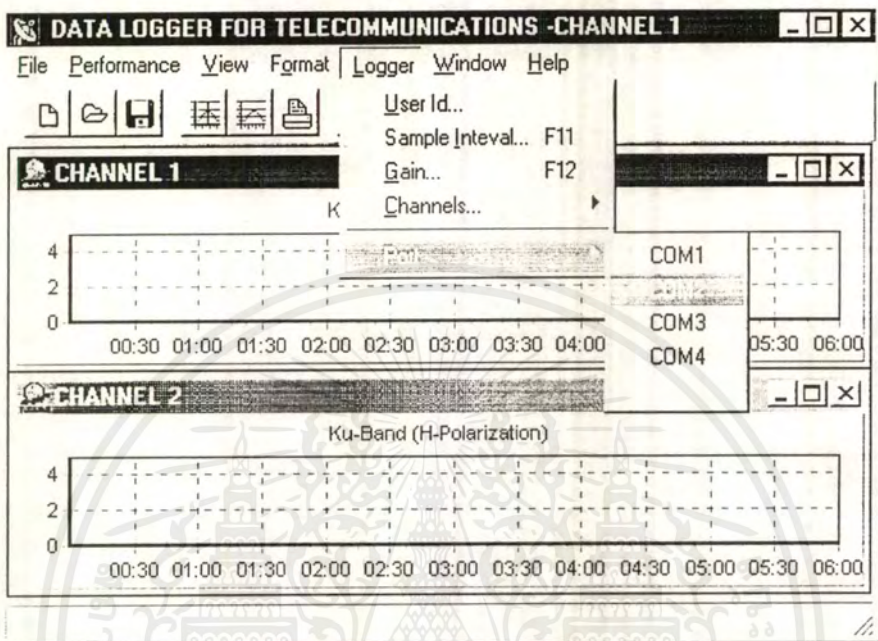 DATA LOGGER FOR TELECOMMUNICATIONS -CHANNEL 1
File Performance View Format Logger Window Help
User Id...
Sample Inteval... F11
Gain... F12
Channels...
Port
COM1
COM2
COM3
COM4
CHANNEL 1
K
4
2
0
00:30 01:00 01:30 02:00 02:30 03:00 03:30 04:00 05:30 06:00
CHANNEL 2
Ku-Band (H-Polarization)
4
2
0
00:30 01:00 01:30 02:00 02:30 03:00 03:30 04:00 04:30 05:00 05:30 06:00